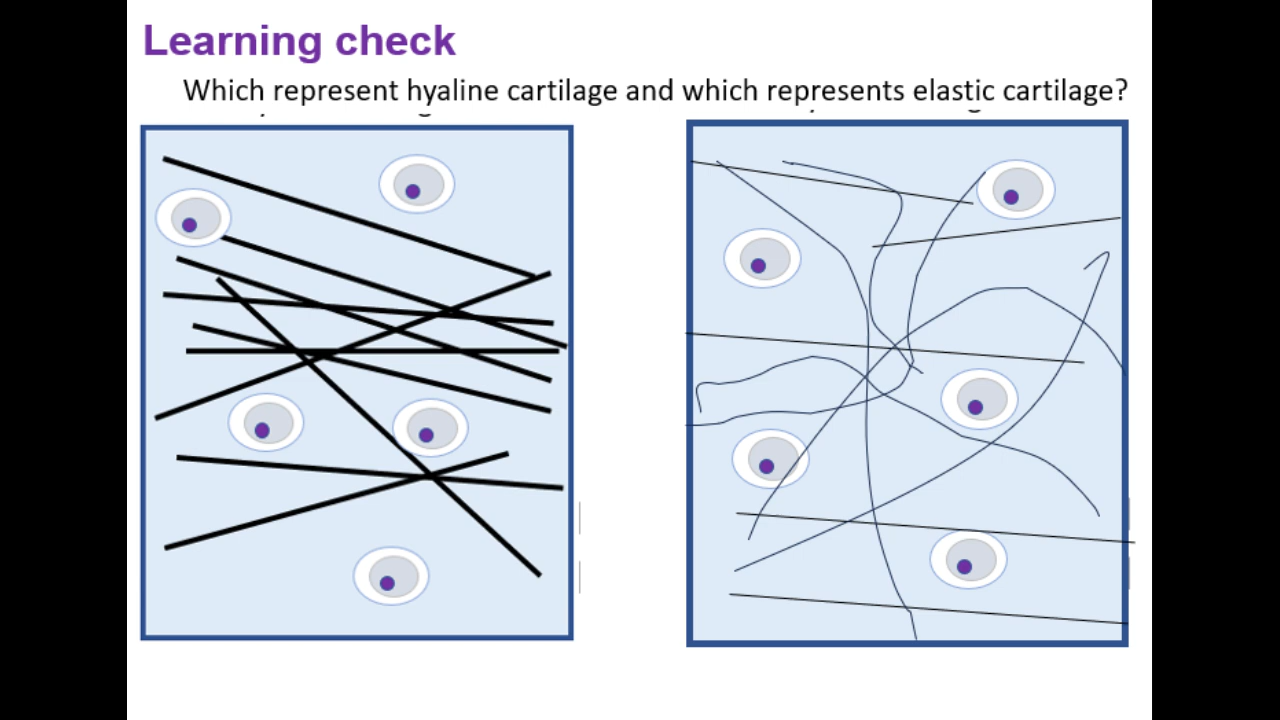 Learning check
Which represent hyaline cartilage and which represents elastic cartilage?